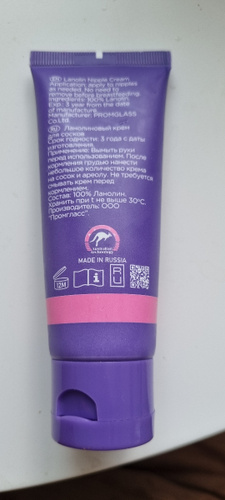 EN Lanolin Nipple Cream.
Application: apply to nipples
as needed. No need to
remove before breastfeeding.
Ingredients: 100% Lanolin.
Exp.: 3 year from the date
of manufacture.
Manufacturer: PROMGLASS
Co Ltd.
RU Ланолиновый крем
для сосков.
Срок годности: 3 года с даты
изготовления.
Применение: Вымыть руки
перед использованием. После
кормления грудью нанести
небольшое количество крема
на сосок и ареолу. Не требуется
смывать крем перед
кормлением.
Состав: 100% Ланолин.
Хранить при t не выше 30°C.
Производитель: ООО
"Промгласс".
MADE IN RUSSIA
12M
RU